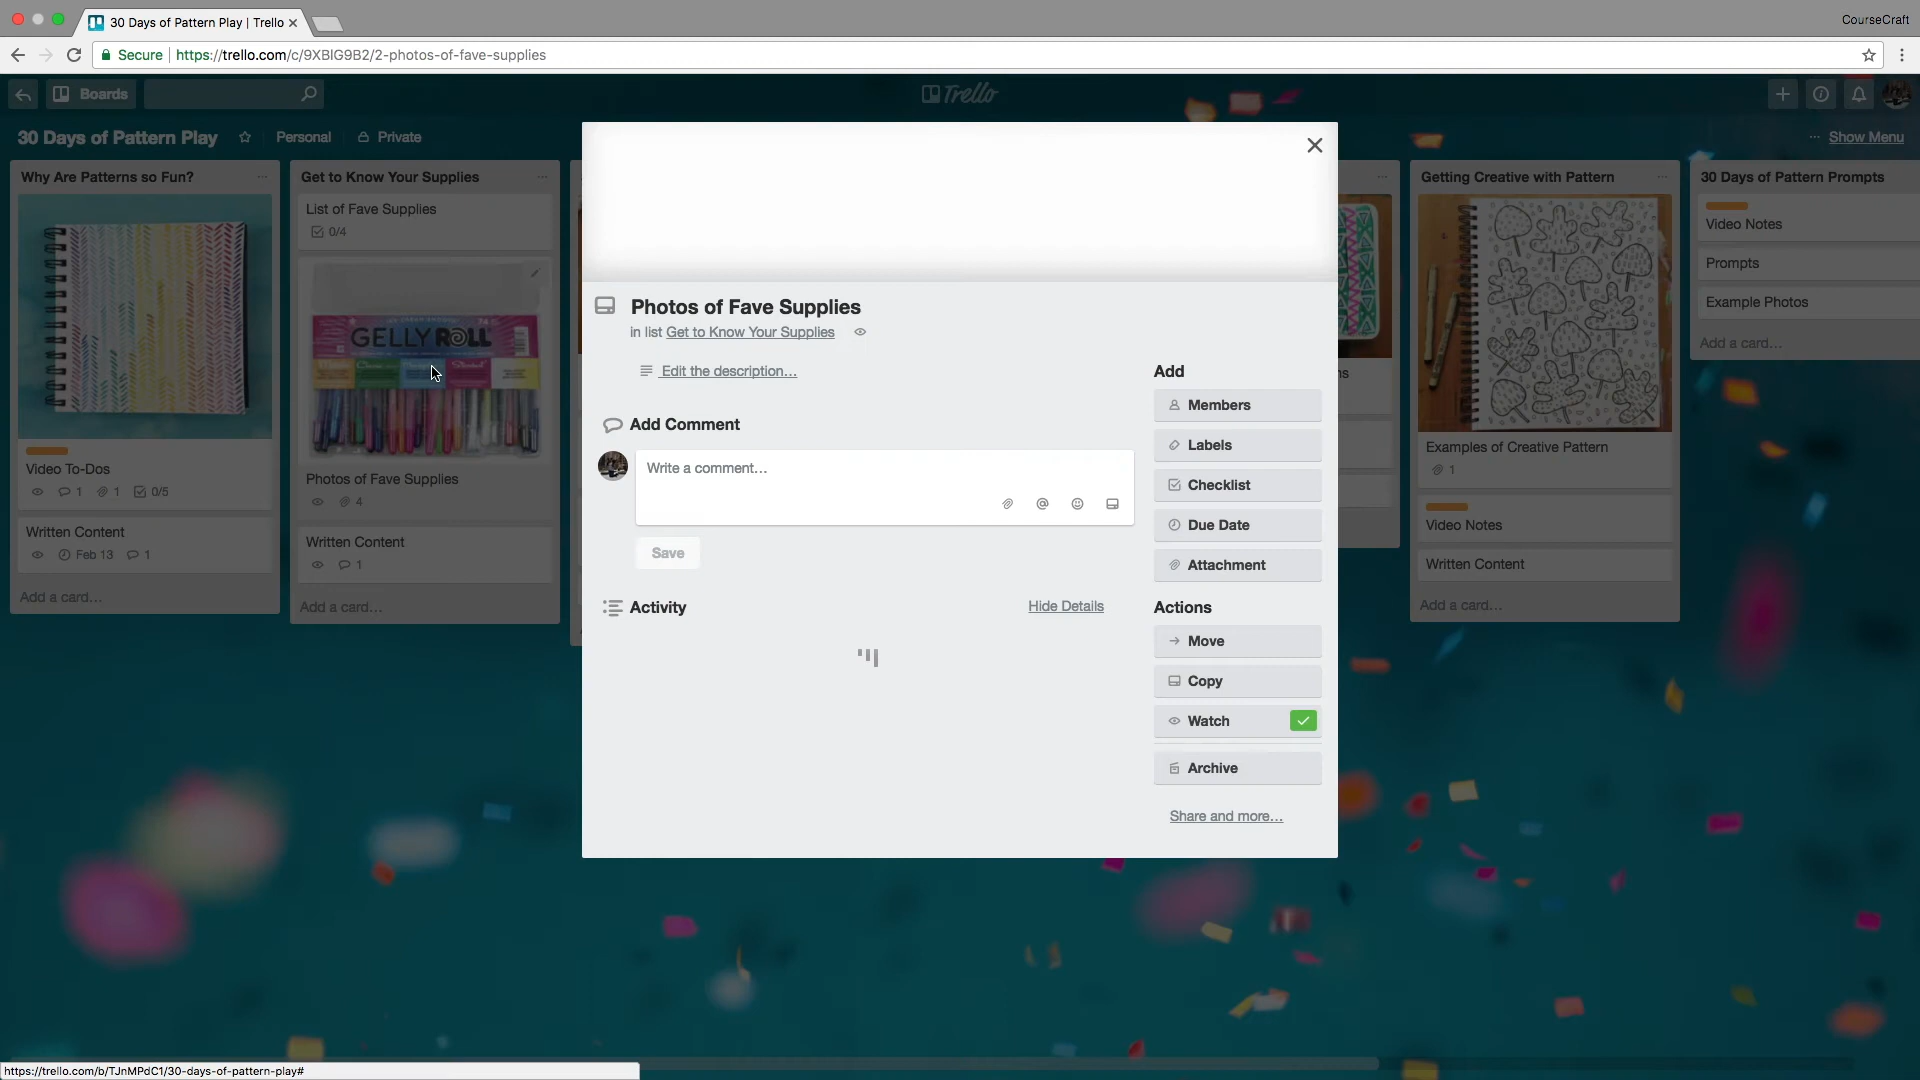 CourseCraft
30 Days of Pattern Play | Trello
Secure https://trello.com/c/9XBIG9B2/2-photos-of-fave-supplies
Boards
Trello
30 Days of Pattern Play Personal Private
... Show Menu
Why Are Patterns so Fun?
Video To-Dos
1 1 0/5
Written Content
Feb 13 1
Add a card...
Get to Know Your Supplies
List of Fave Supplies
0/4
GELLY ROLL
Photos of Fave Supplies
4
Written Content
1
Add a card...
Photos of Fave Supplies
in list Get to Know Your Supplies
Edit the description...
Add Comment
Write a comment...
Save
Activity
Hide Details
Add
Members
Labels
Checklist
Due Date
Attachment
Actions
Move
Copy
Watch
Archive
Share and more...
Getting Creative with Pattern
Examples of Creative Pattern
1
Video Notes
Written Content
Add a card...
30 Days of Pattern Prompts
Video Notes
Prompts
Example Photos
Add a card...
https://trello.com/b/TJnMPdC1/30-days-of-pattern-play#